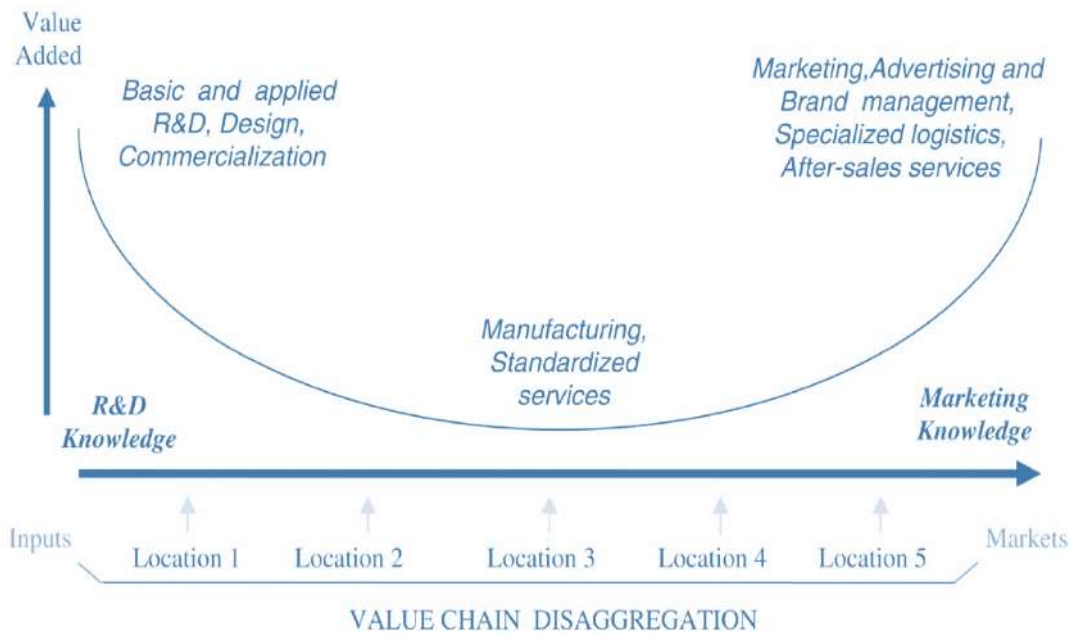 Value
Added
Basic and applied
R&D, Design,
Commercialization
Marketing,Advertising and
Brand management,
Specialized logistics,
After-sales services
Manufacturing,
Standardized
services
R&D
Knowledge
Marketing
Knowledge
Inputs
Location 1
Location 2
Location 3
Location 4
Location 5
Markets
VALUE CHAIN DISAGGREGATION